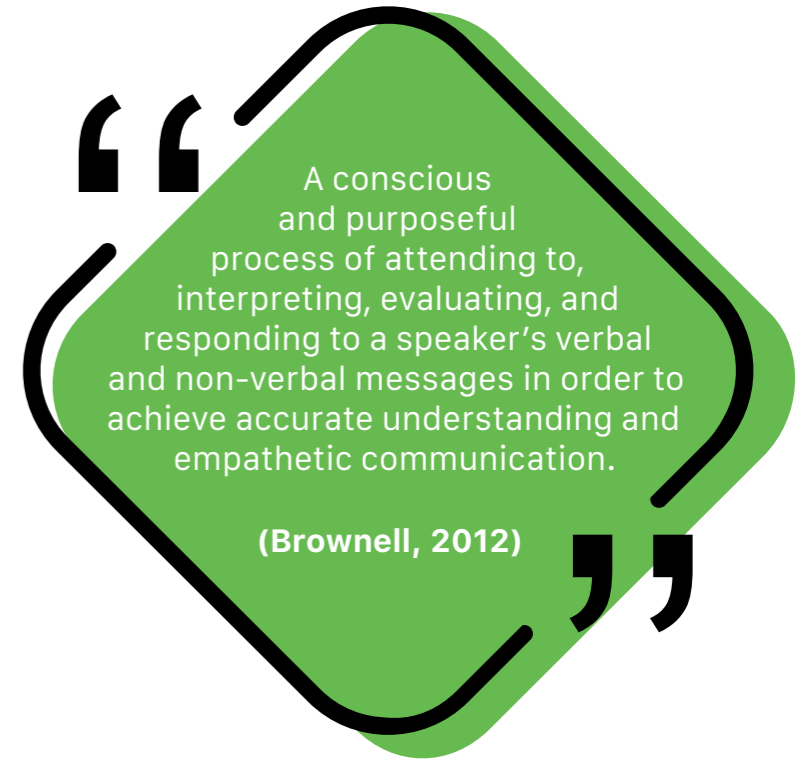 A conscious
and purposeful
process of attending to,
interpreting, evaluating, and
responding to a speaker’s verbal
and non-verbal messages in order to
achieve accurate understanding and
empathetic communication.
(Brownell, 2012)